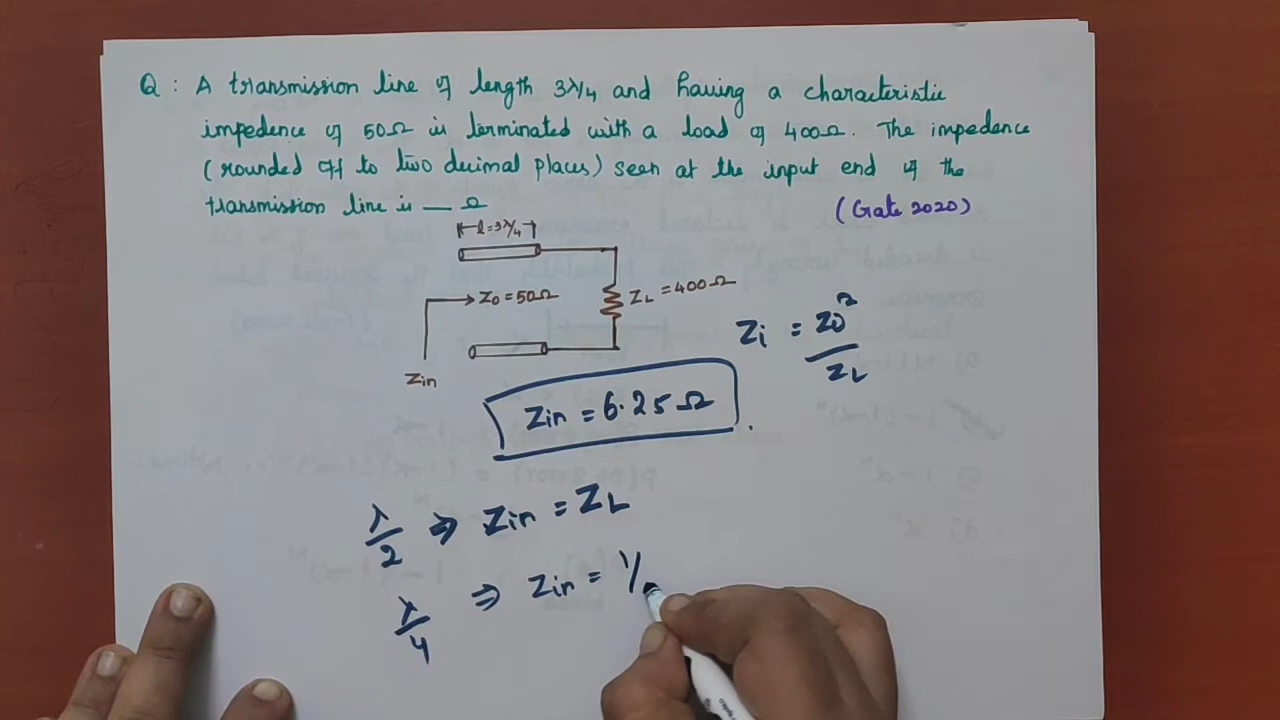 Q : A transmission line of length 3λ/4 and having a characteristic
impedence of 50Ω is terminated with a load of 400Ω. The impedence
(rounded off to two decimal places) seen at the input end of the
transmission line is __ Ω
(Gate 2020)
l=3λ/4
Z0 = 50Ω
ZL = 400Ω
Zin
Zi = Z0²/ZL
Zin = 6.25Ω
λ/2 ⇒ Zin = ZL
λ/4 ⇒ Zin = 1/